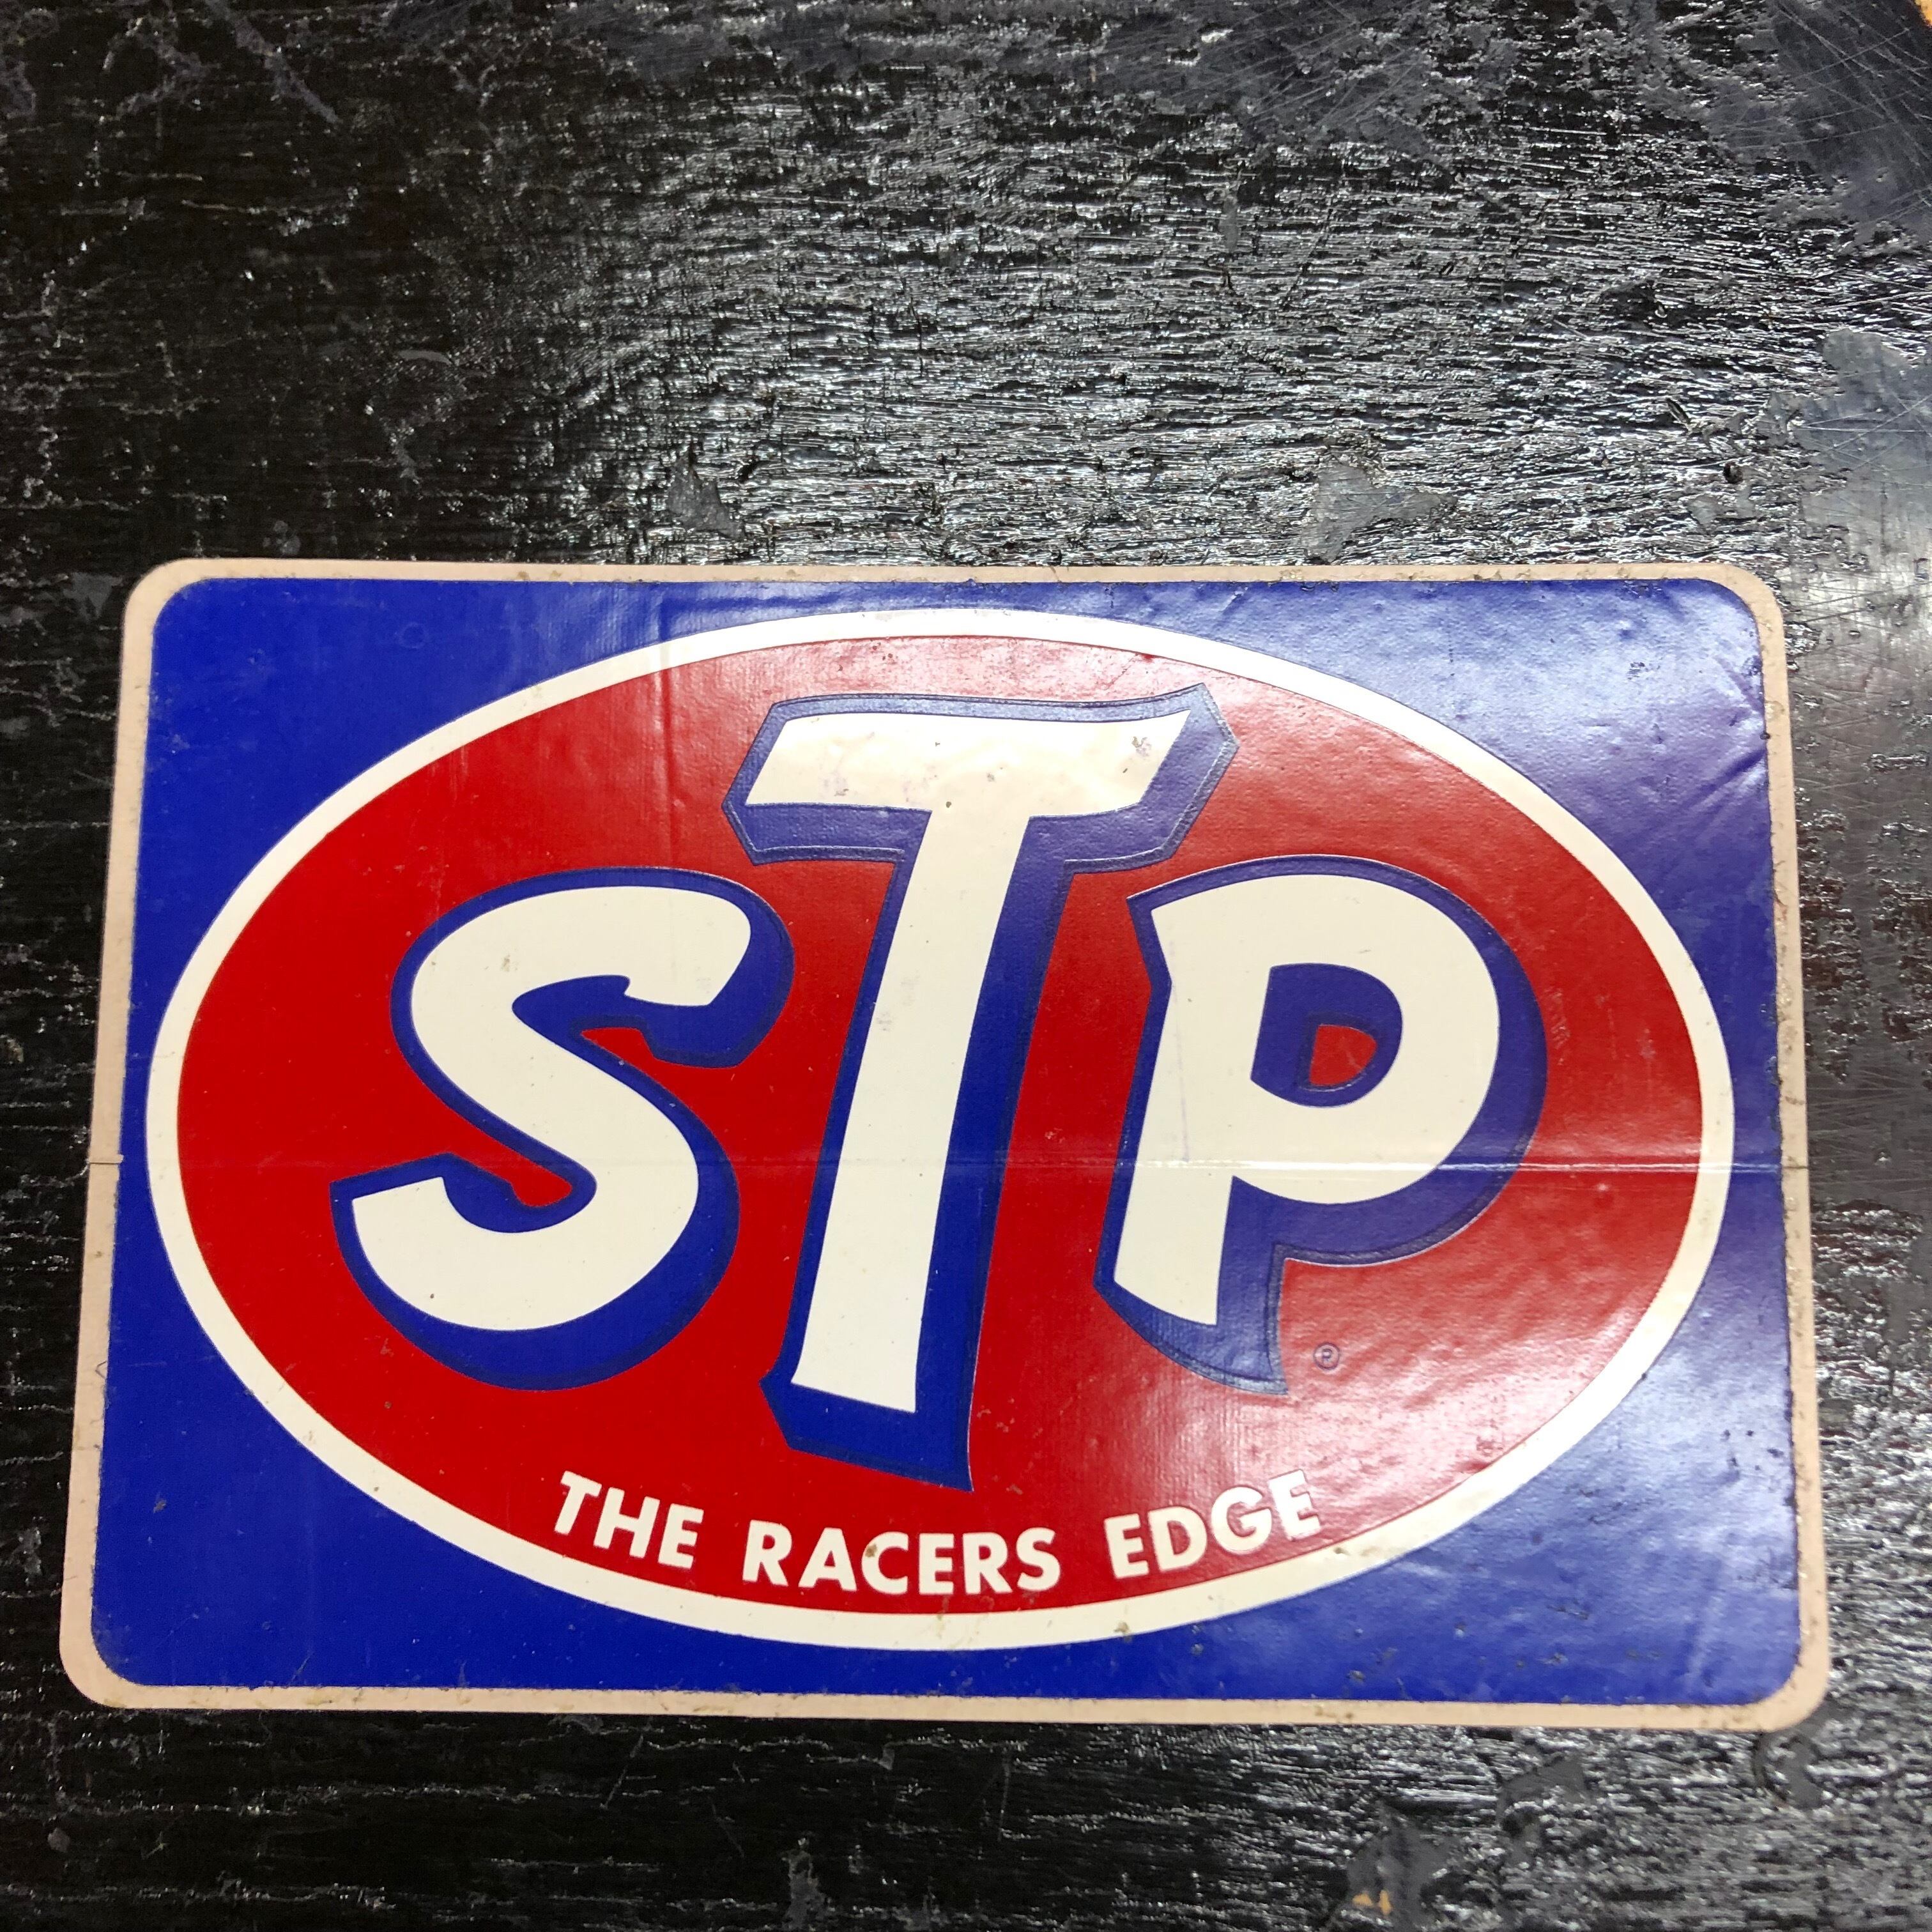 STP
®
THE RACERS EDGE